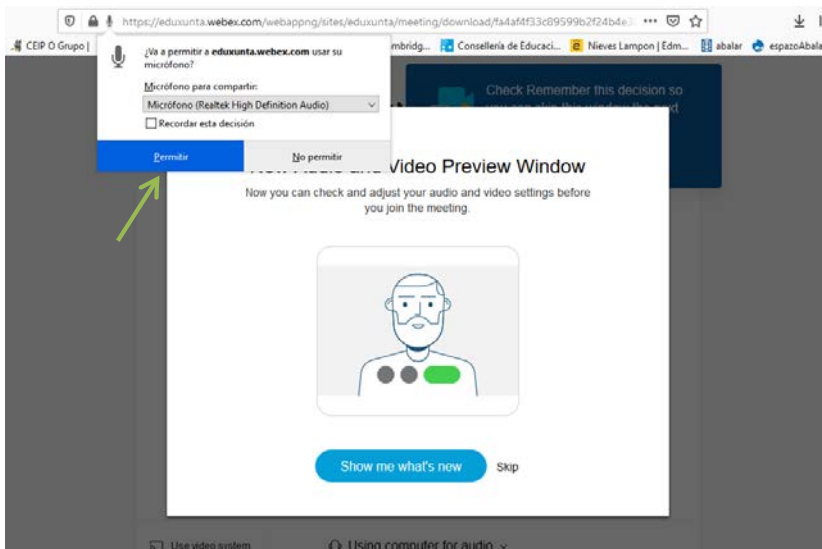 https://eduxunta.webex.com/webappng/sites/eduxunta/meeting/download/fa4af4f33c89599b2f24b4e
CEIP O Grupo |
Consellería de Educaci...
Nieves Lampon | Edm...
abalar
espazoAbala
¿Va a permitir a eduxunta.webex.com usar su
micrófono?
Micrófono para compartir:
Micrófono (Realtek High Definition Audio)
Recordar esta decisión
Permitir
No permitir
Check Remember this decision so
Audio and Video Preview Window
Now you can check and adjust your audio and video settings before
you join the meeting.
Show me what's new
Skip
Use video system
Using computer for audio